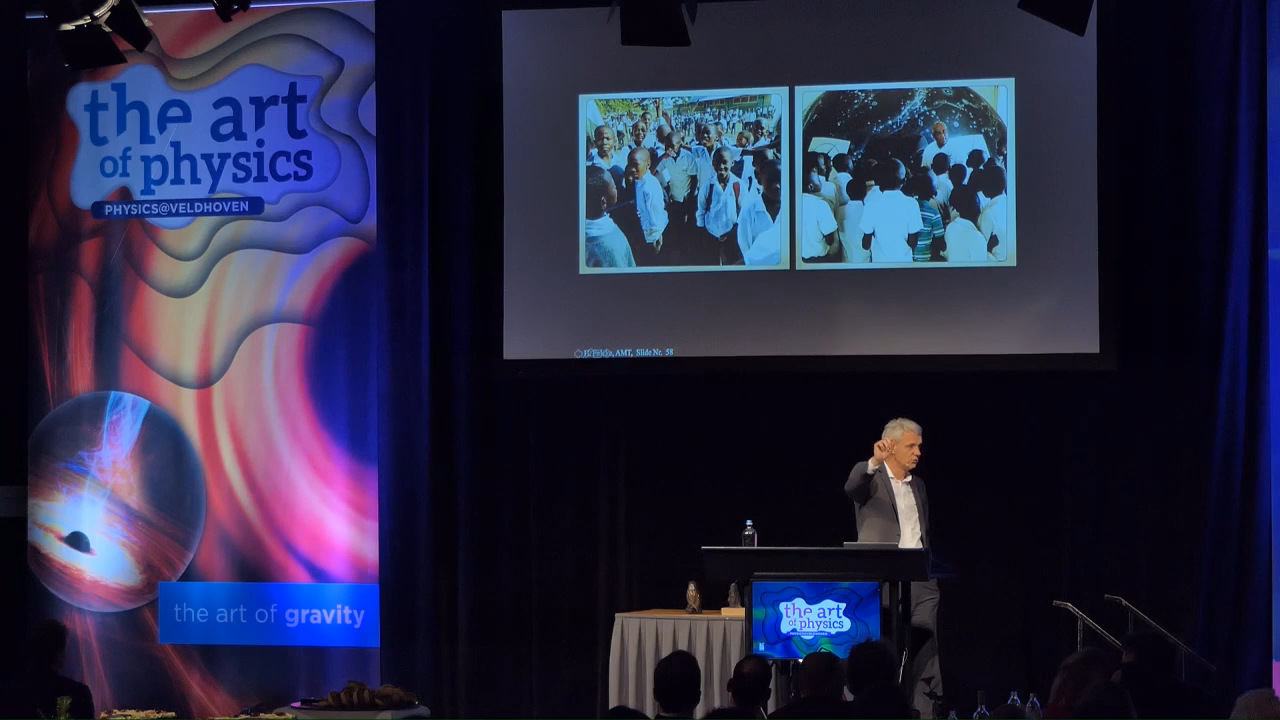 the art
of physics
PHYSICS@VELDHOVEN
the art of gravity
AMT, Slide Nr. 58
the art
of physics